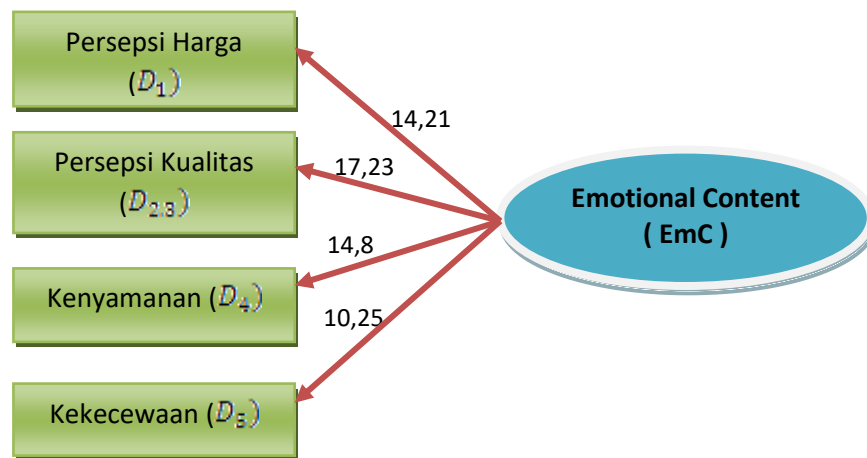 Persepsi Harga
(D₁)
14,21
Persepsi Kualitas
(D₂.₃)
17,23
Emotional Content
( EmC )
14,8
Kenyamanan (D₄)
10,25
Kekecewaan (D₅)